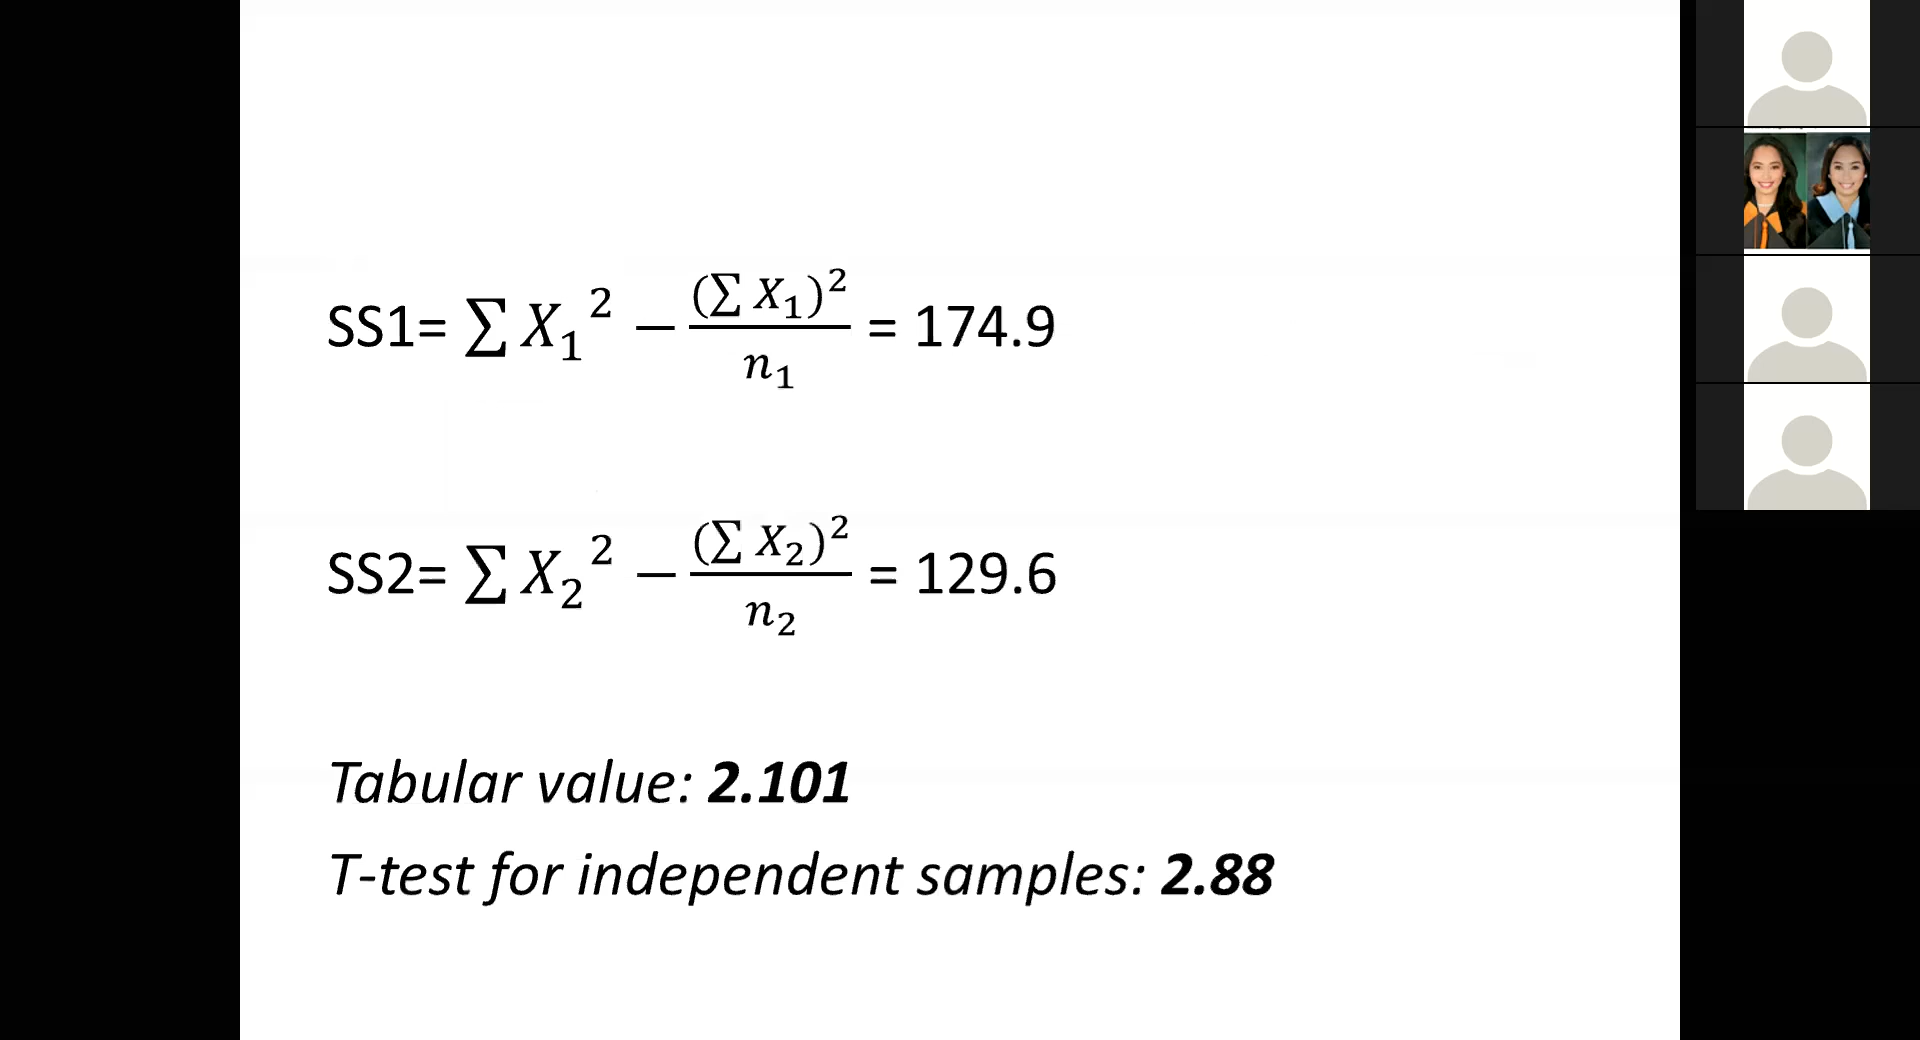 SS1= ∑ X₁² − (∑ X₁)²/n₁ = 174.9
SS2= ∑ X₂² − (∑ X₂)²/n₂ = 129.6
Tabular value: 2.101
T-test for independent samples: 2.88